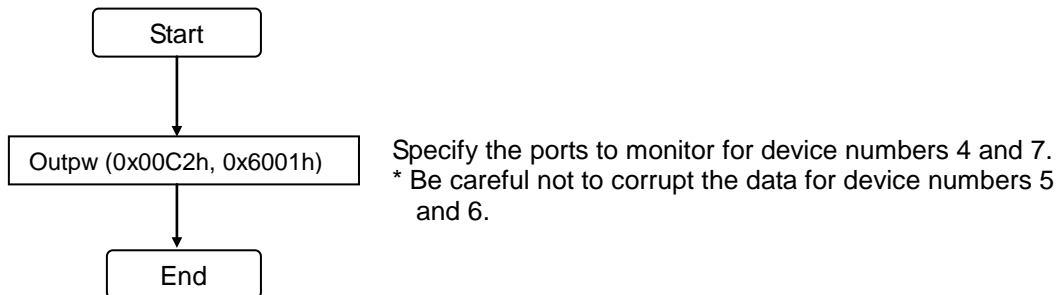 Start
Outpw (0x00C2h, 0x6001h)
Specify the ports to monitor for device numbers 4 and 7.
* Be careful not to corrupt the data for device numbers 5
and 6.
End